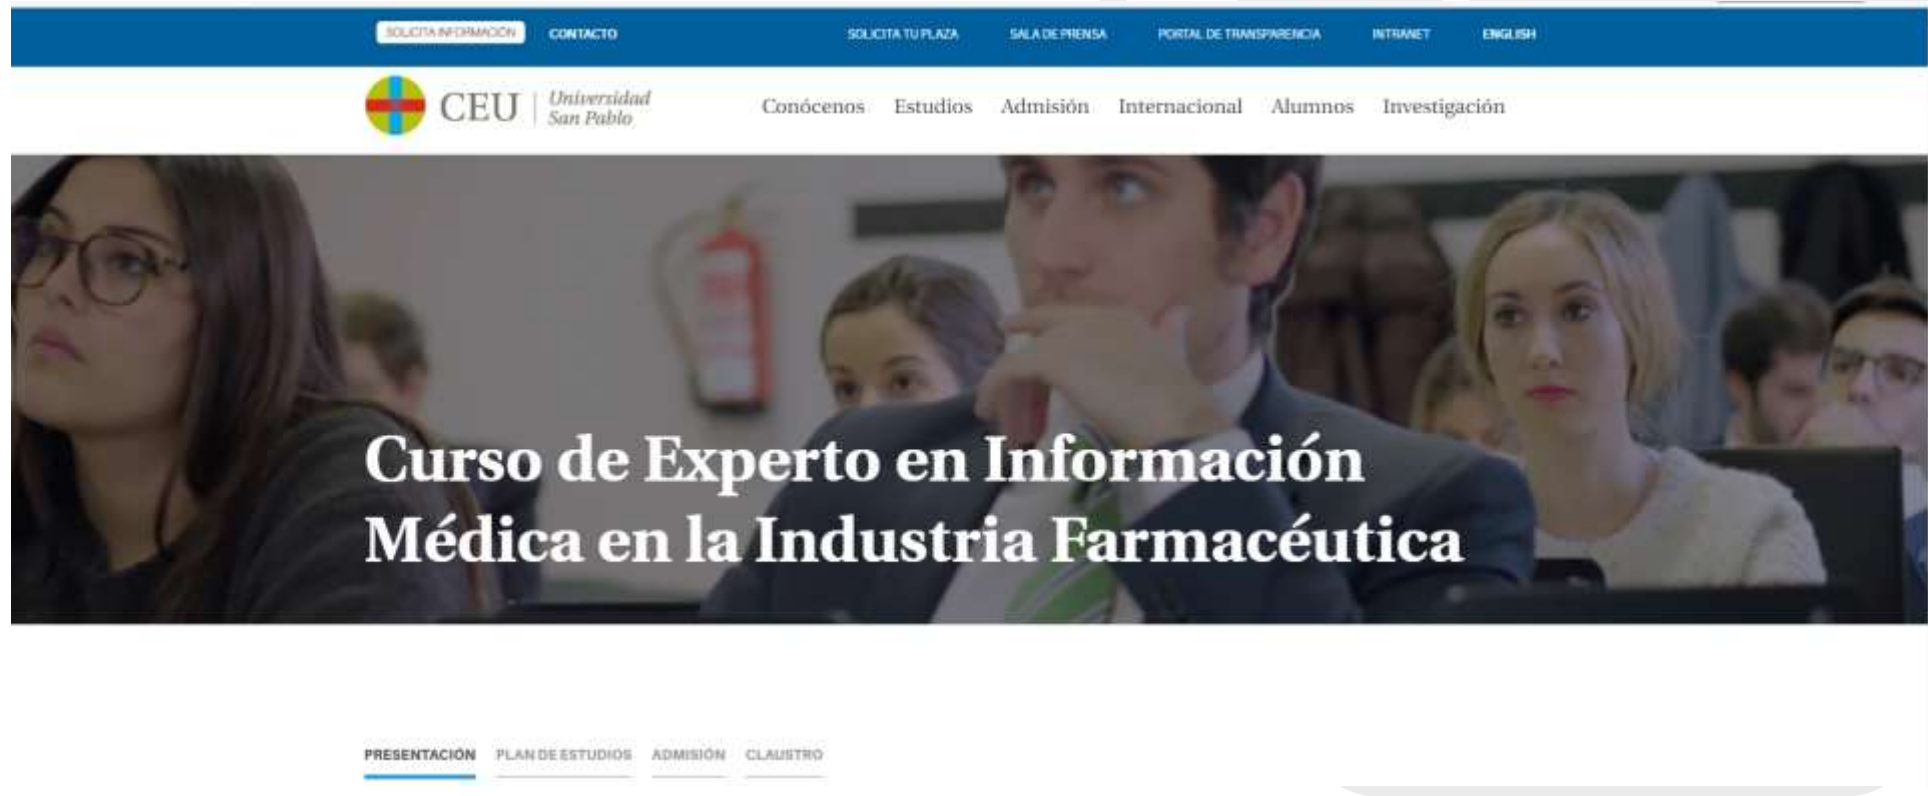 SOLICITA INFORMACIÓN CONTACTO SOLICITA TU PLAZA SALA DE PRENSA PORTAL DE TRANSPARENCIA INTRANET ENGLISH
CEU Universidad San Pablo
Conócenos Estudios Admisión Internacional Alumnos Investigación
Curso de Experto en Información
Médica en la Industria Farmacéutica
PRESENTACIÓN PLAN DE ESTUDIOS ADMISIÓN CLAUSTRO